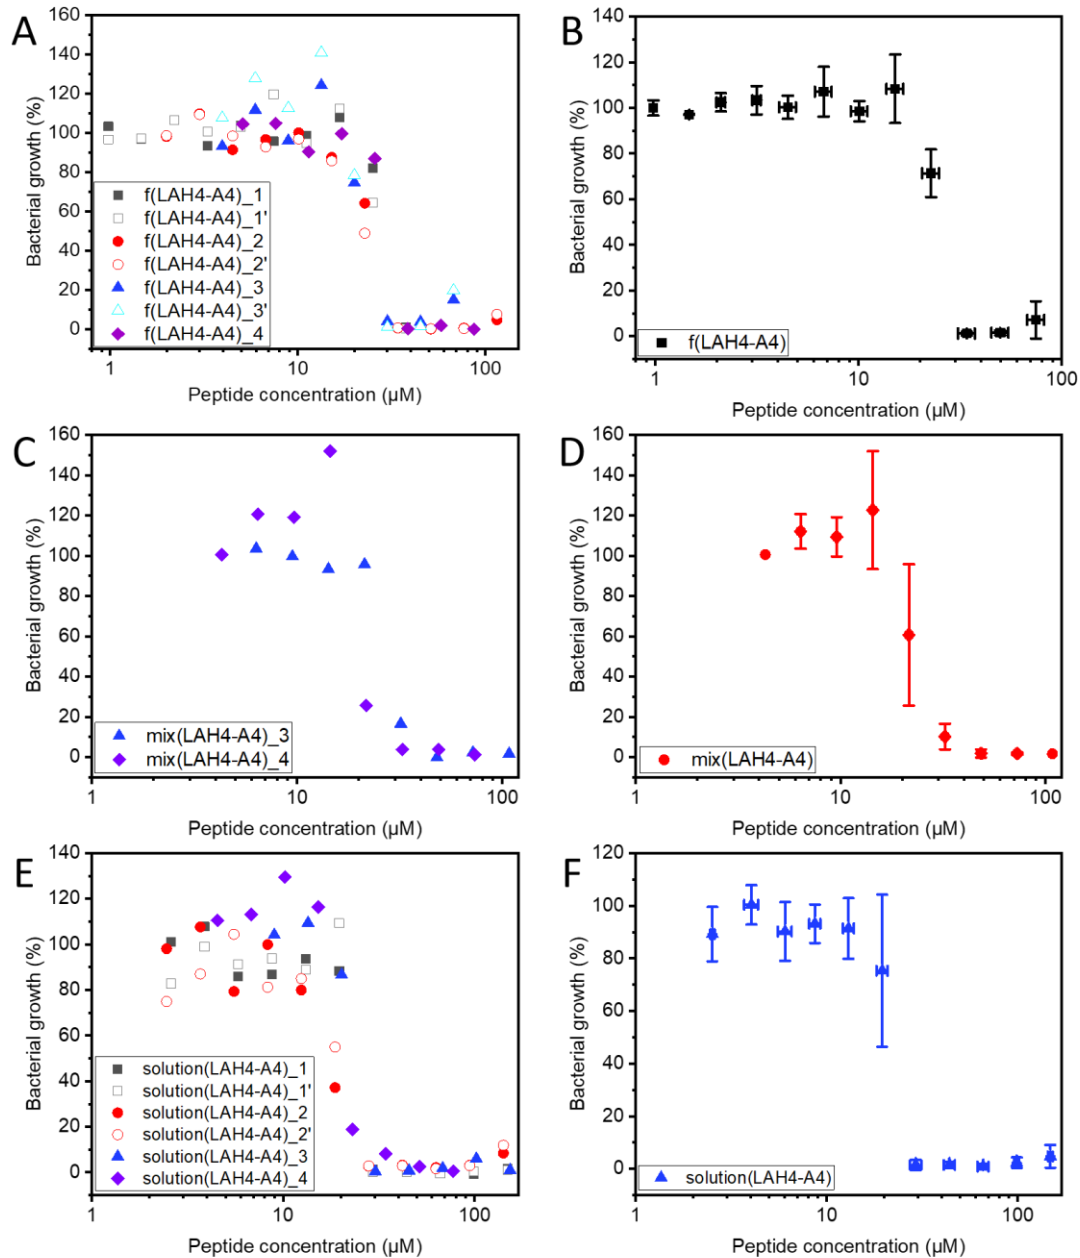 A
160
140
120
100
80
60
40
20
0
Bacterial growth (%)
f(LAH4-A4)_1
f(LAH4-A4)_1'
f(LAH4-A4)_2
f(LAH4-A4)_2'
f(LAH4-A4)_3
f(LAH4-A4)_3'
f(LAH4-A4)_4
1
10
100
Peptide concentration (µM)
B
140
120
100
80
60
40
20
0
Bacterial growth (%)
f(LAH4-A4)
1
10
100
Peptide concentration (µM)
C
160
140
120
100
80
60
40
20
0
Bacterial growth (%)
mix(LAH4-A4)_3
mix(LAH4-A4)_4
1
10
100
Peptide concentration (µM)
D
160
140
120
100
80
60
40
20
0
Bacterial growth (%)
mix(LAH4-A4)
1
10
100
Peptide concentration (µM)
E
140
120
100
80
60
40
20
0
Bacterial growth (%)
solution(LAH4-A4)_1
solution(LAH4-A4)_1'
solution(LAH4-A4)_2
solution(LAH4-A4)_2'
solution(LAH4-A4)_3
solution(LAH4-A4)_4
1
10
100
Peptide concentration (µM)
F
120
100
80
60
40
20
0
Bacterial growth (%)
solution(LAH4-A4)
1
10
100
Peptide concentration (µM)